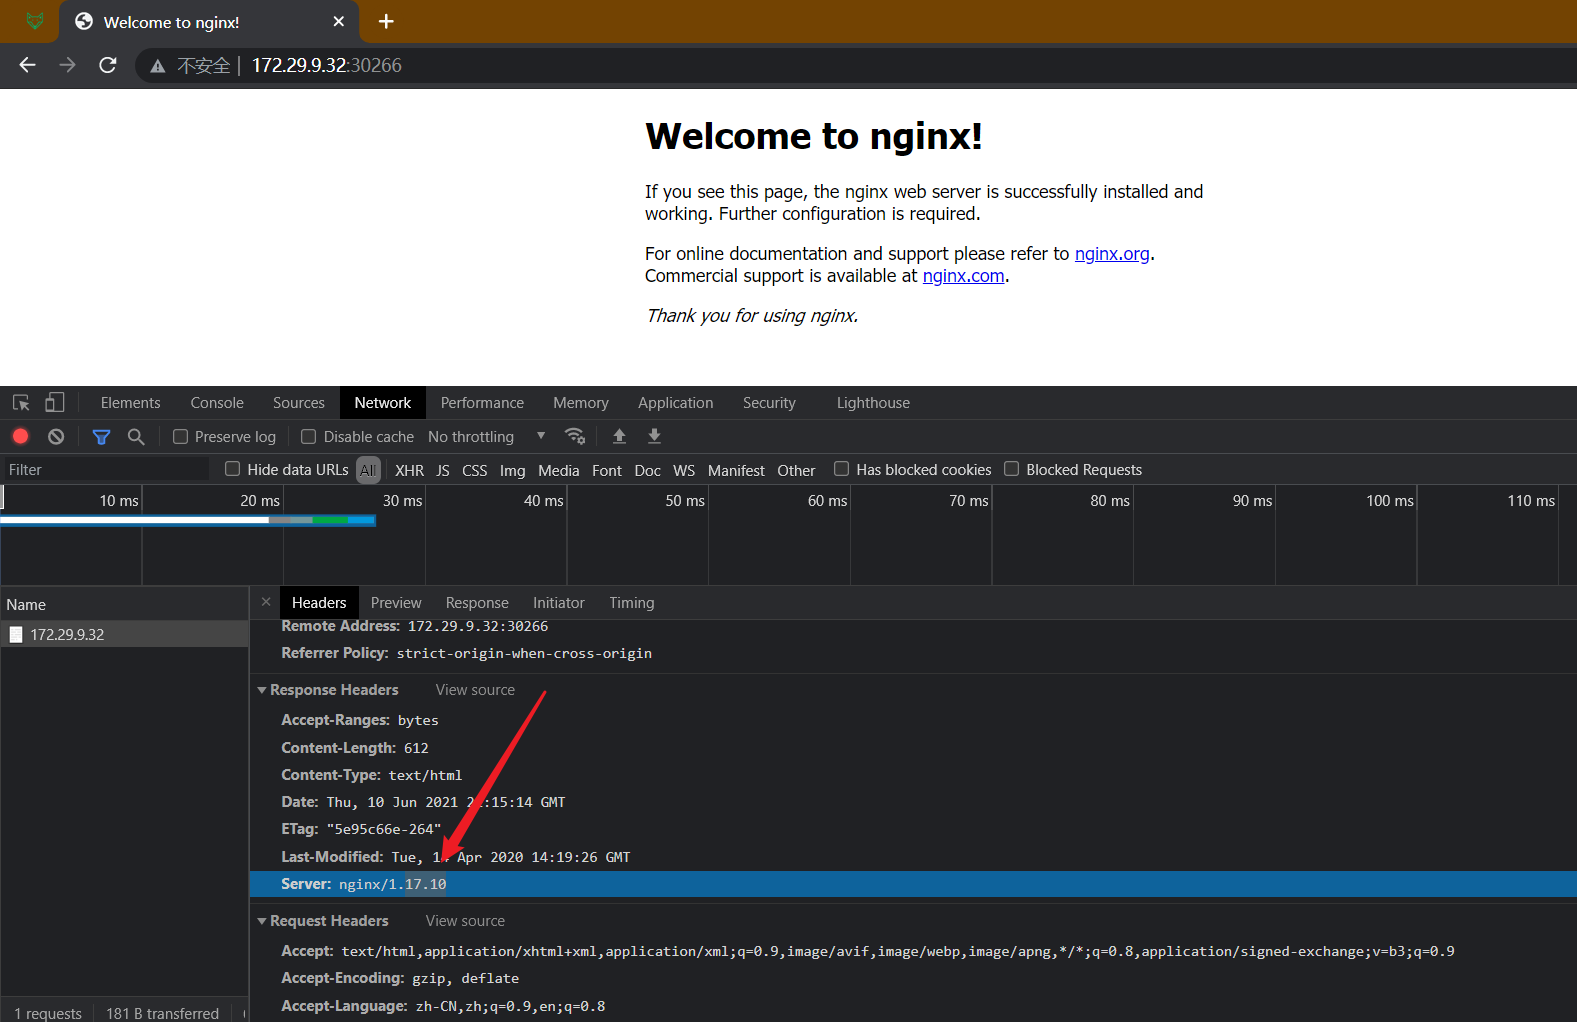 Welcome to nginx!
不安全 | 172.29.9.32:30266
Welcome to nginx!
If you see this page, the nginx web server is successfully installed and
working. Further configuration is required.
For online documentation and support please refer to nginx.org.
Commercial support is available at nginx.com.
Thank you for using nginx.
Elements Console Sources Network Performance Memory Application Security Lighthouse
Preserve log Disable cache No throttling
Filter Hide data URLs All XHR JS CSS Img Media Font Doc WS Manifest Other Has blocked cookies Blocked Requests
10 ms 20 ms 30 ms 40 ms 50 ms 60 ms 70 ms 80 ms 90 ms 100 ms 110 ms
Name
172.29.9.32
1 requests 181 B transferred
Headers Preview Response Initiator Timing
Remote Address: 172.29.9.32:30266
Referrer Policy: strict-origin-when-cross-origin
Response Headers View source
Accept-Ranges: bytes
Content-Length: 612
Content-Type: text/html
Date: Thu, 10 Jun 2021 GMT
ETag: "5e95c66e-264"
Last-Modified: Tue, Apr 2020 14:19:26 GMT
Server: nginx/1.17.10
Request Headers View source
Accept: text/html,application/xhtml+xml,application/xml;q=0.9,image/avif,image/webp,image/apng,*/*;q=0.8,application/signed-exchange;v=b3;q=0.9
Accept-Encoding: gzip, deflate
Accept-Language: zh-CN,zh;q=0.9,en;q=0.8